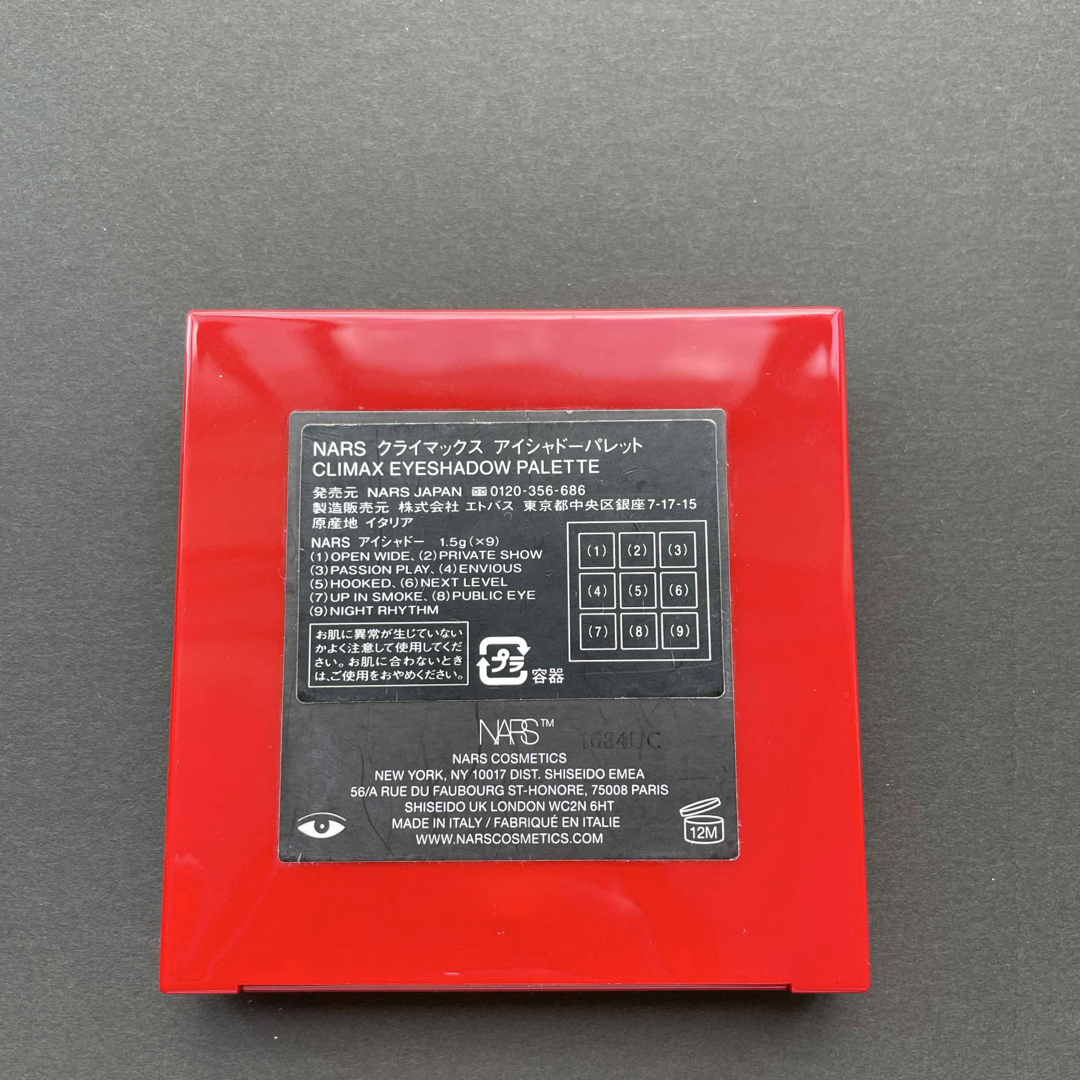 NARS クライマックス アイシャドーパレット
CLIMAX EYESHADOW PALETTE
発売元 NARS JAPAN 0120-356-686
製造販売元 株式会社 エトバス 東京都中央区銀座7-17-15
原産地 イタリア
NARS アイシャドー 1.5g(×9)
(1)OPEN WIDE、(2)PRIVATE SHOW
(3)PASSION PLAY、(4)ENVIOUS
(5)HOOKED、(6)NEXT LEVEL
(7)UP IN SMOKE、(8)PUBLIC EYE
(9)NIGHT RHYTHM
(1) (2) (3)
(4) (5) (6)
(7) (8) (9)
お肌に異常が生じていない
かよく注意して使用してくだ
さい。お肌に合わないとき
は、ご使用をおやめください。
プラ
容器
NARS™
1684UC
NARS COSMETICS
NEW YORK, NY 10017 DIST. SHISEIDO EMEA
56/A RUE DU FAUBOURG ST-HONORE, 75008 PARIS
SHISEIDO UK LONDON WC2N 6HT
MADE IN ITALY / FABRIQUÉ EN ITALIE
WWW.NARSCOSMETICS.COM
12M